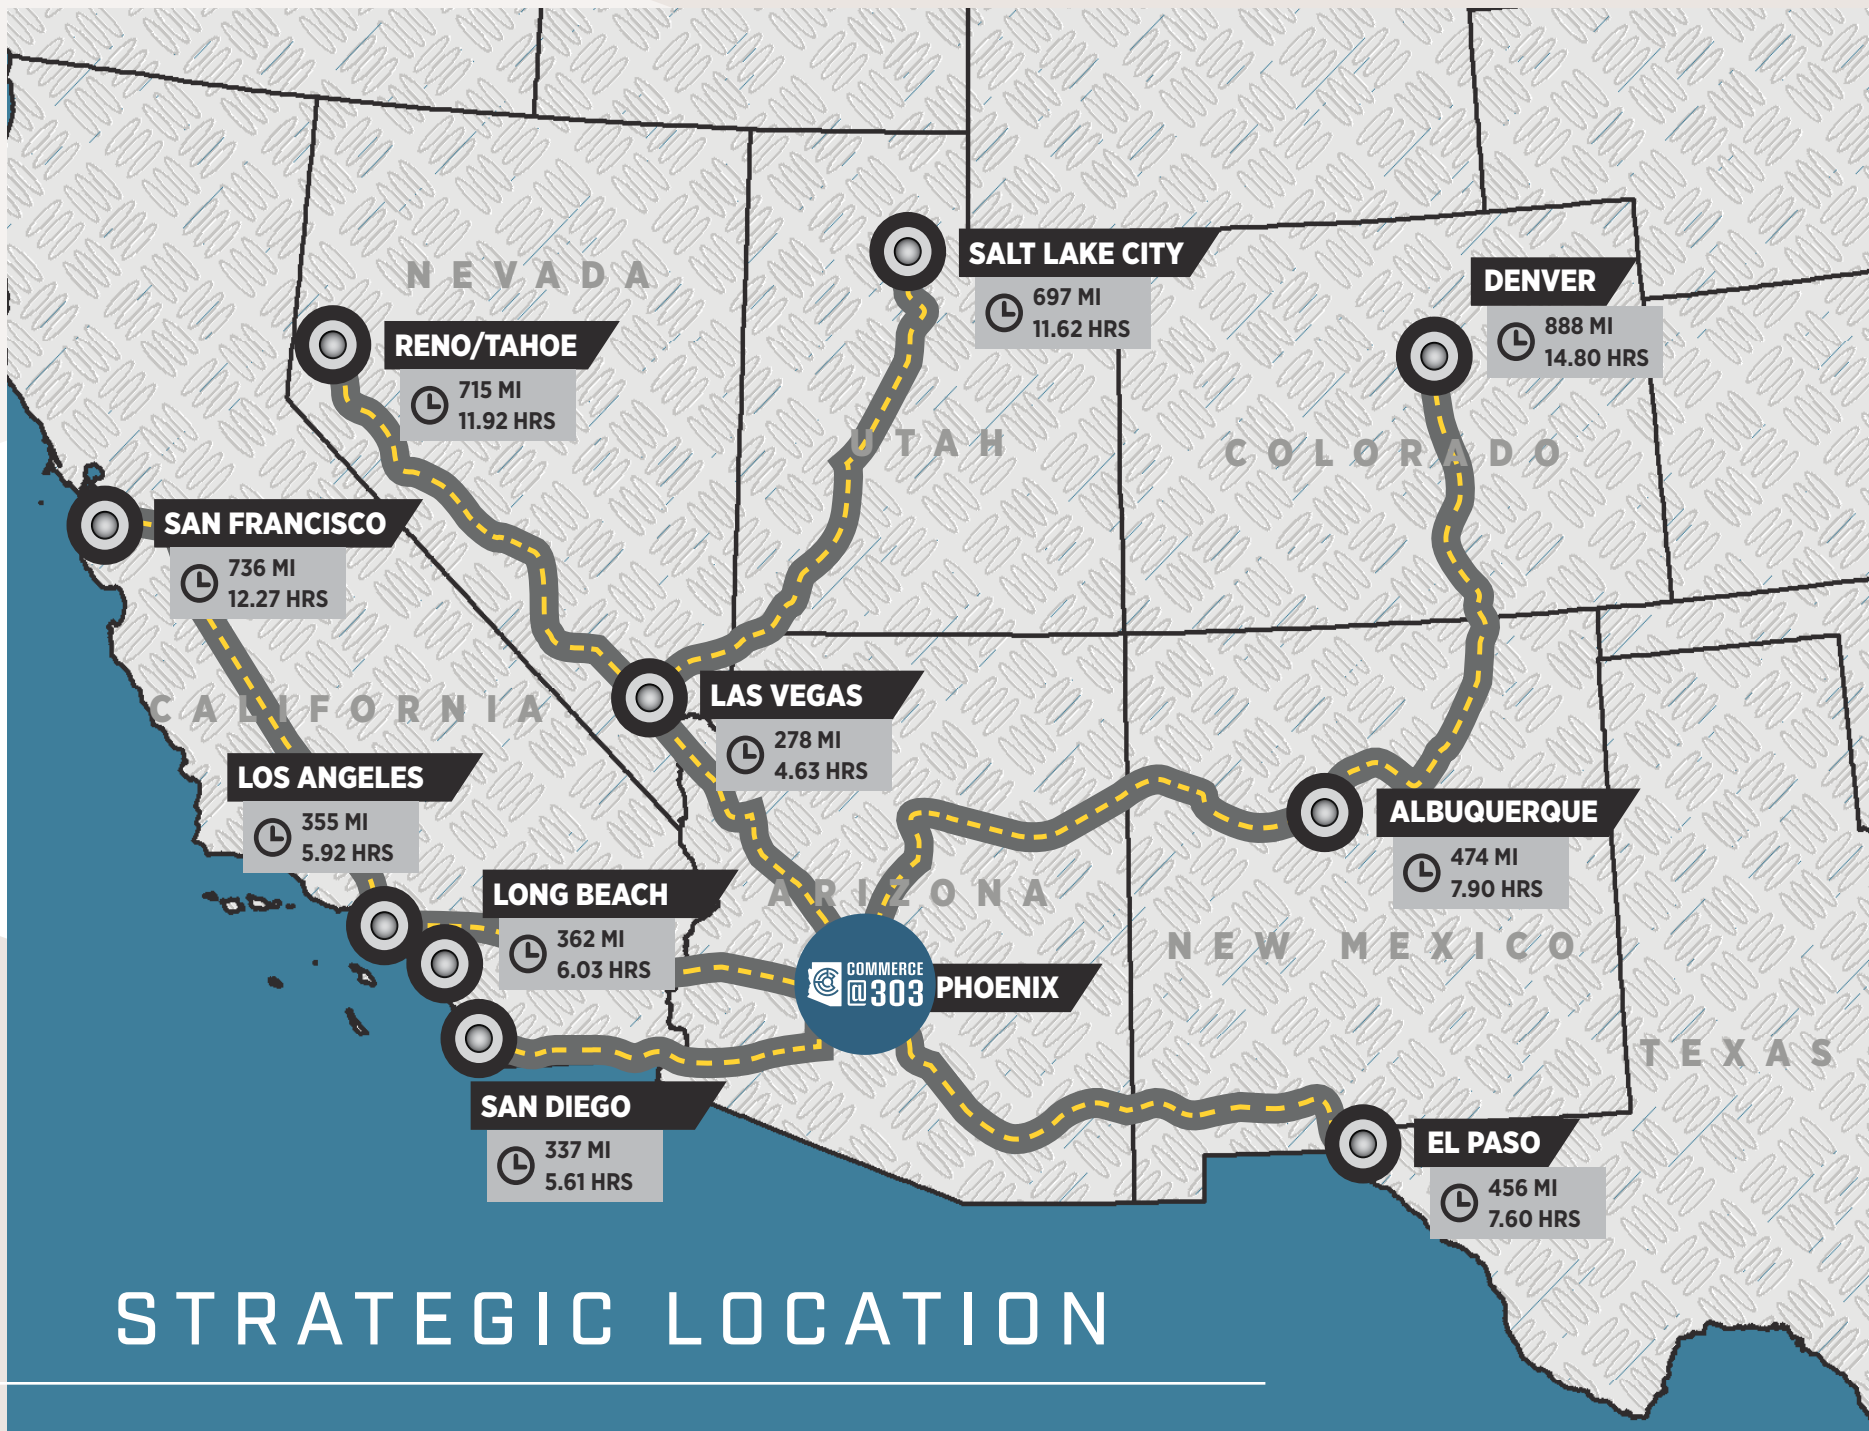 NEVADA
SALT LAKE CITY
697 MI
11.62 HRS
DENVER
888 MI
14.80 HRS
RENO/TAHOE
715 MI
11.92 HRS
UTAH
COLORADO
SAN FRANCISCO
736 MI
12.27 HRS
CALIFORNIA
LAS VEGAS
278 MI
4.63 HRS
LOS ANGELES
355 MI
5.92 HRS
ALBUQUERQUE
474 MI
7.90 HRS
LONG BEACH
362 MI
6.03 HRS
ARIZONA
NEW MEXICO
COMMERCE
@303
PHOENIX
TEXAS
SAN DIEGO
337 MI
5.61 HRS
EL PASO
456 MI
7.60 HRS
STRATEGIC LOCATION